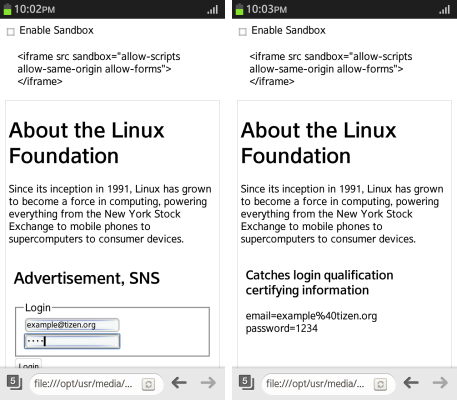 10:02PM
Enable Sandbox
<iframe src sandbox="allow-scripts
allow-same-origin allow-forms">
</iframe>
About the Linux
Foundation
Since its inception in 1991, Linux has grown
to become a force in computing, powering
everything from the New York Stock
Exchange to mobile phones to
supercomputers to consumer devices.
Advertisement, SNS
Login
example@tizen.org
····
Login
5
file:///opt/usr/media/...
10:03PM
Enable Sandbox
<iframe src sandbox="allow-scripts
allow-same-origin allow-forms">
</iframe>
About the Linux
Foundation
Since its inception in 1991, Linux has grown
to become a force in computing, powering
everything from the New York Stock
Exchange to mobile phones to
supercomputers to consumer devices.
Catches login qualification
certifying information
email=example%40tizen.org
password=1234
5
file:///opt/usr/media/...